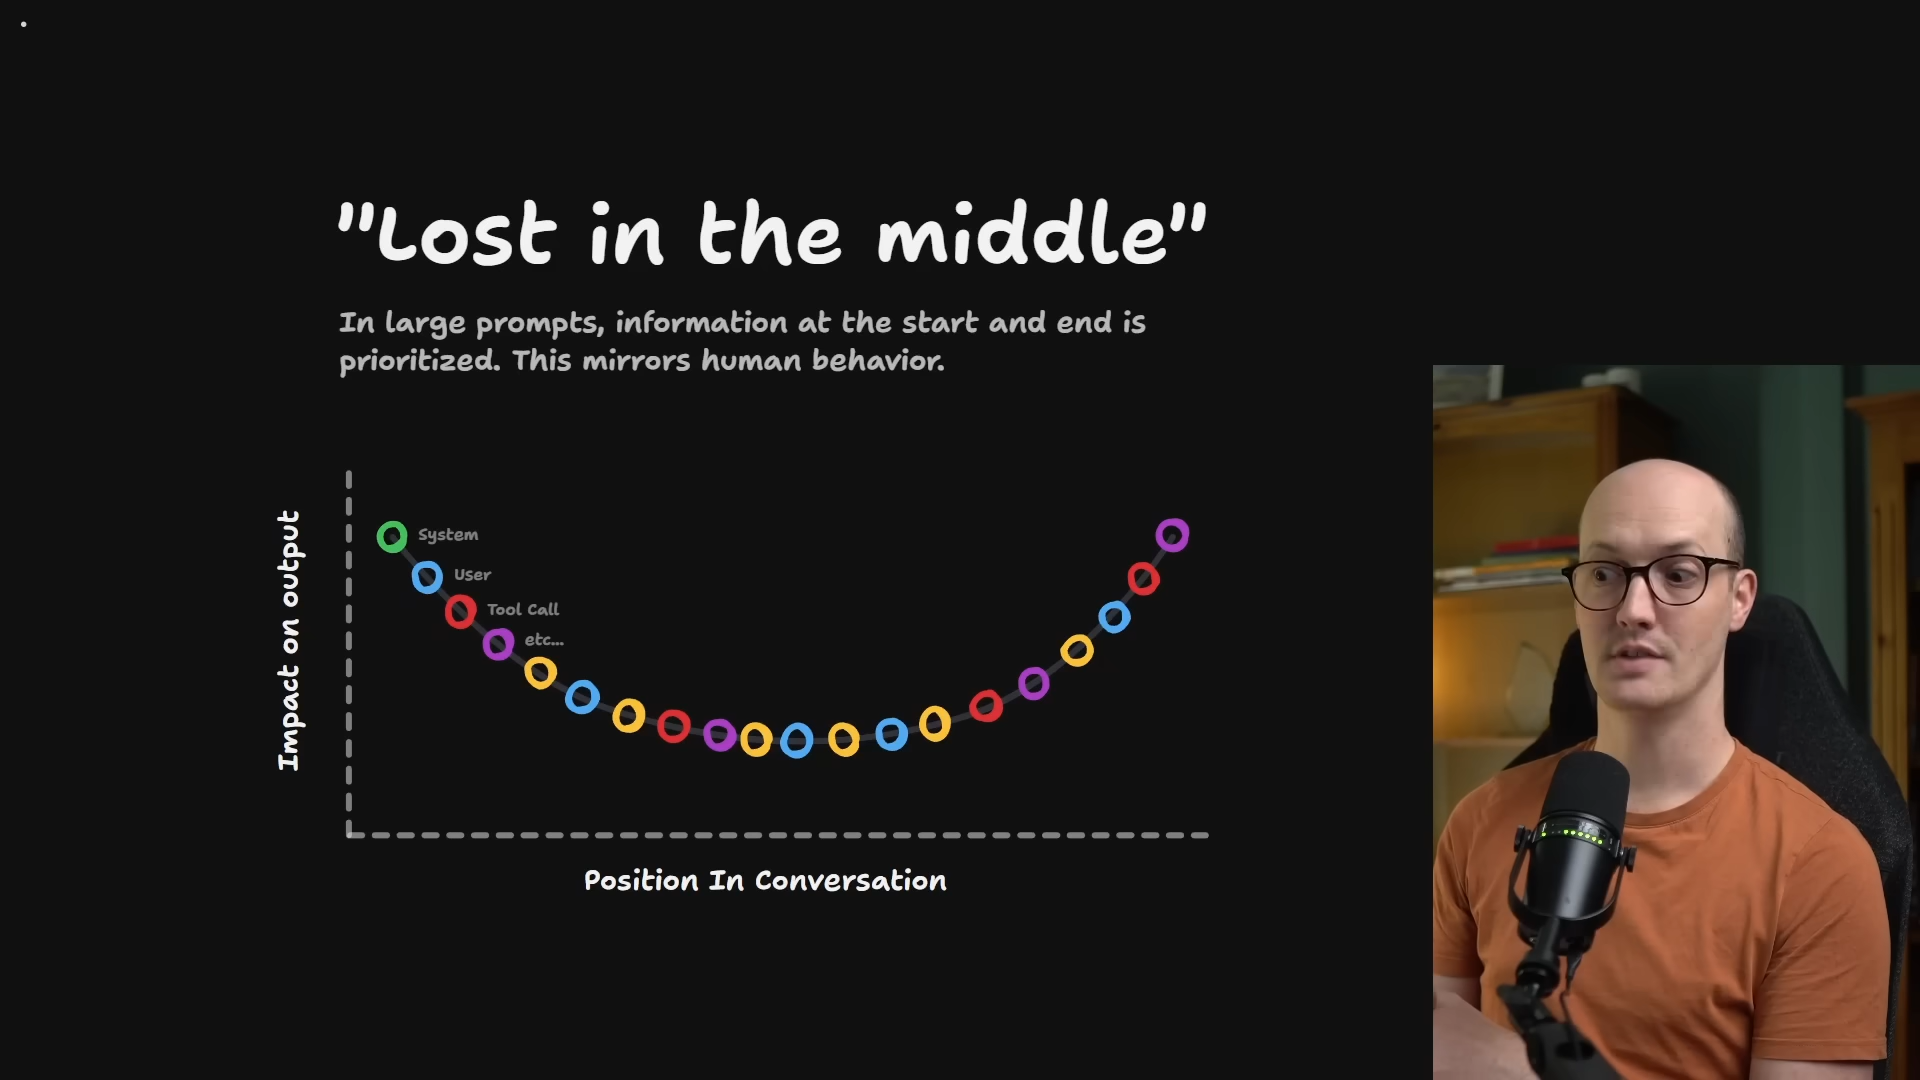 "Lost in the middle"
In large prompts, information at the start and end is
prioritized. This mirrors human behavior.
Impact on output
System
User
Tool Call
etc...
Position In Conversation